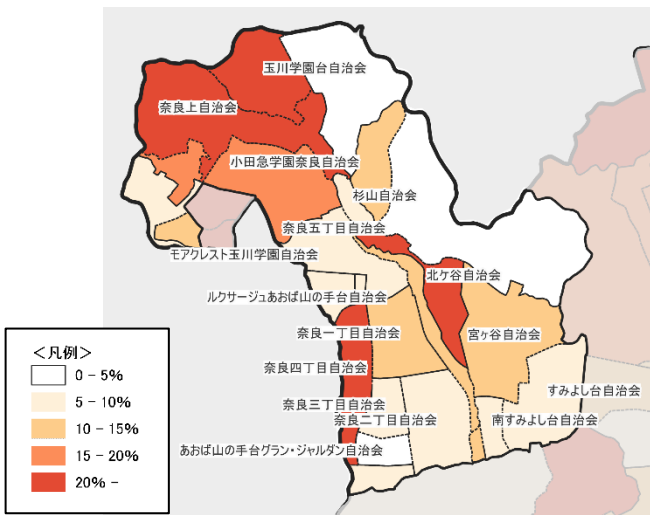 玉川学園台自治会
奈良上自治会
小田急学園奈良自治会
杉山自治会
奈良五丁目自治会
モアクレスト玉川学園自治会
北ケ谷自治会
ルクサージュあおば山の手台自治会
奈良一丁目自治会
宮ヶ谷自治会
奈良四丁目自治会
すみよし台自治会
奈良三丁目自治会
奈良二丁目自治会
南すみよし台自治会
あおば山の手台グラン・ジャルダン自治会
＜凡例＞
0 - 5%
5 - 10%
10 - 15%
15 - 20%
20% -